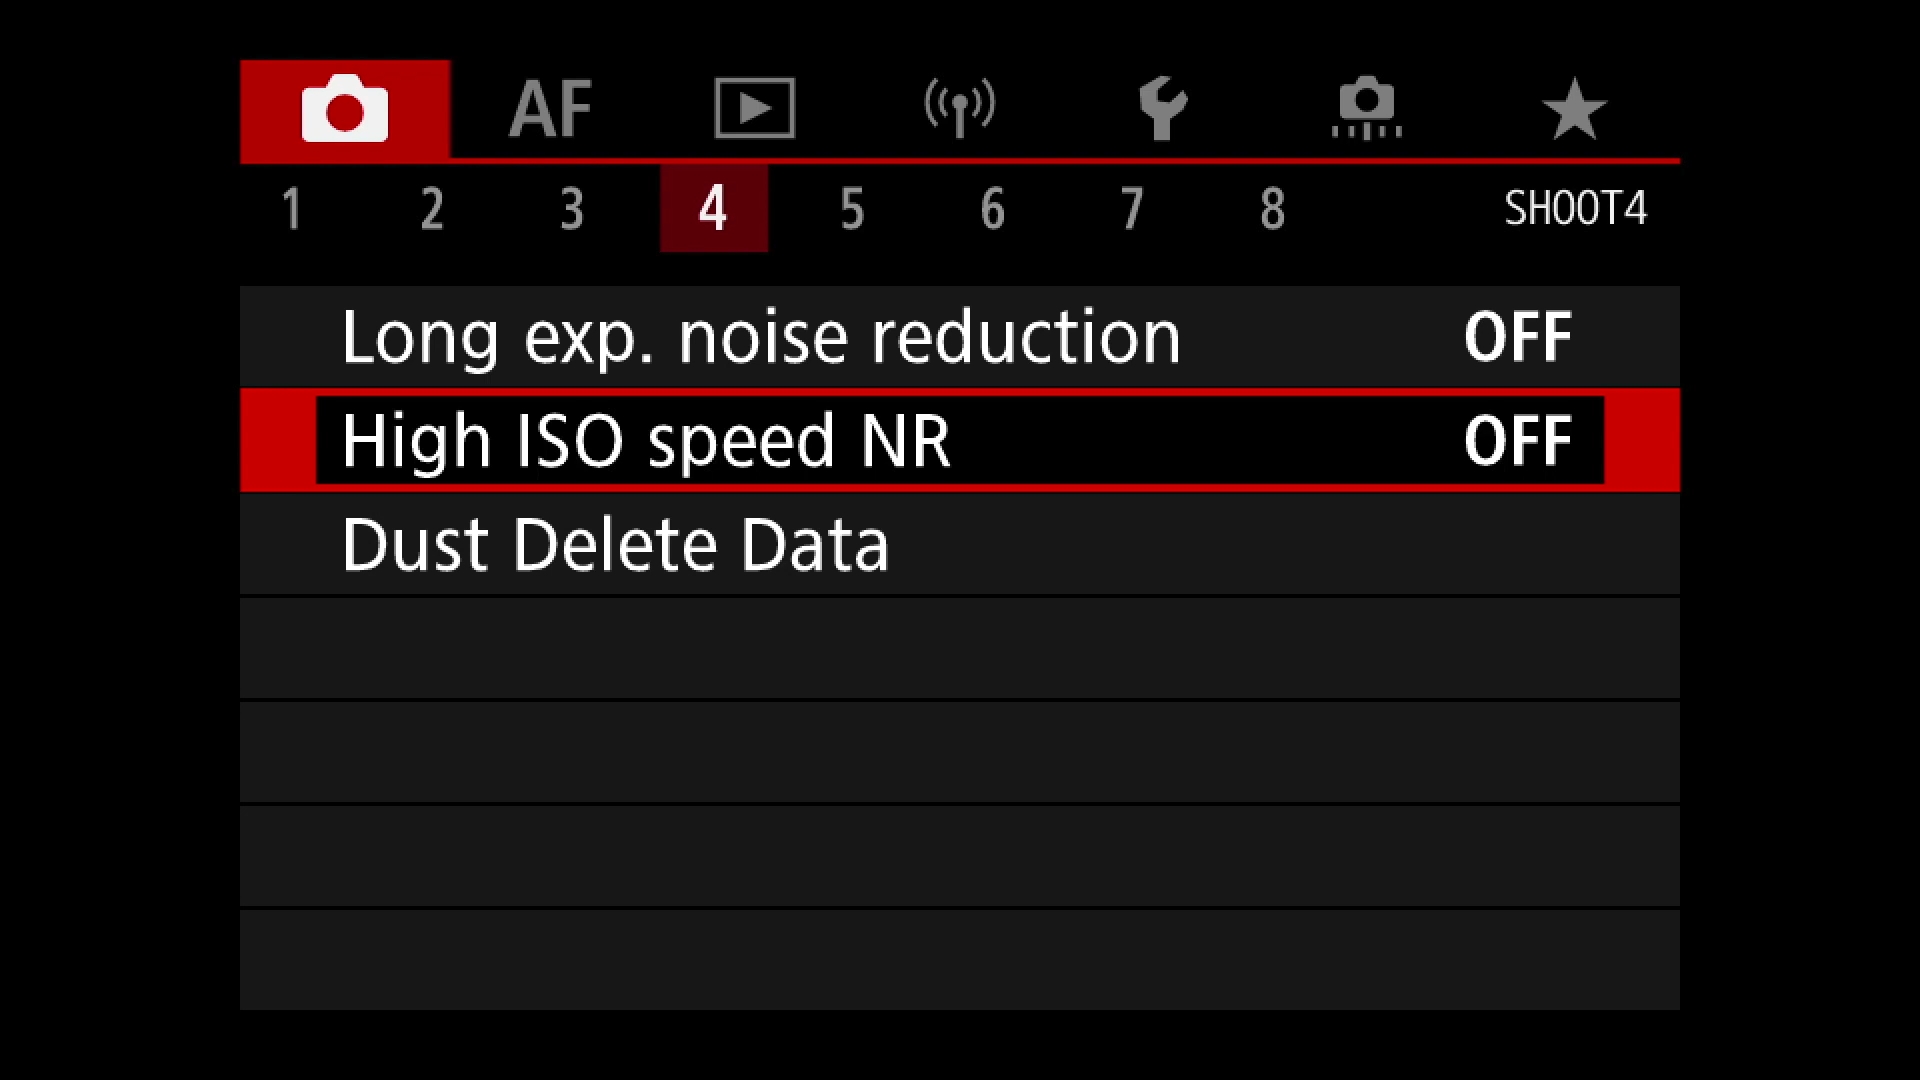 AF
1 2 3 4 5 6 7 8 SHOOT4
Long exp. noise reduction OFF
High ISO speed NR OFF
Dust Delete Data